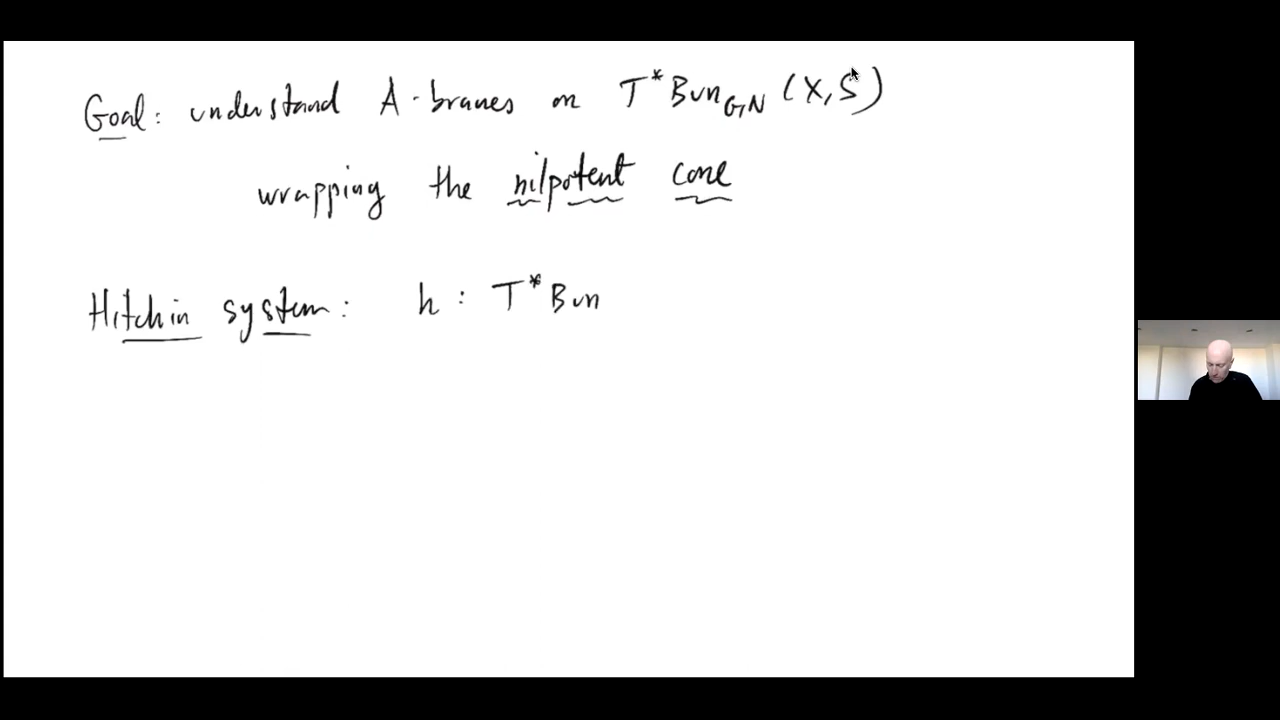 Goal: understand A-branes on T*Bun_{G,N} (X,S)
wrapping the nilpotent cone
Hitchin system: h : T*Bun